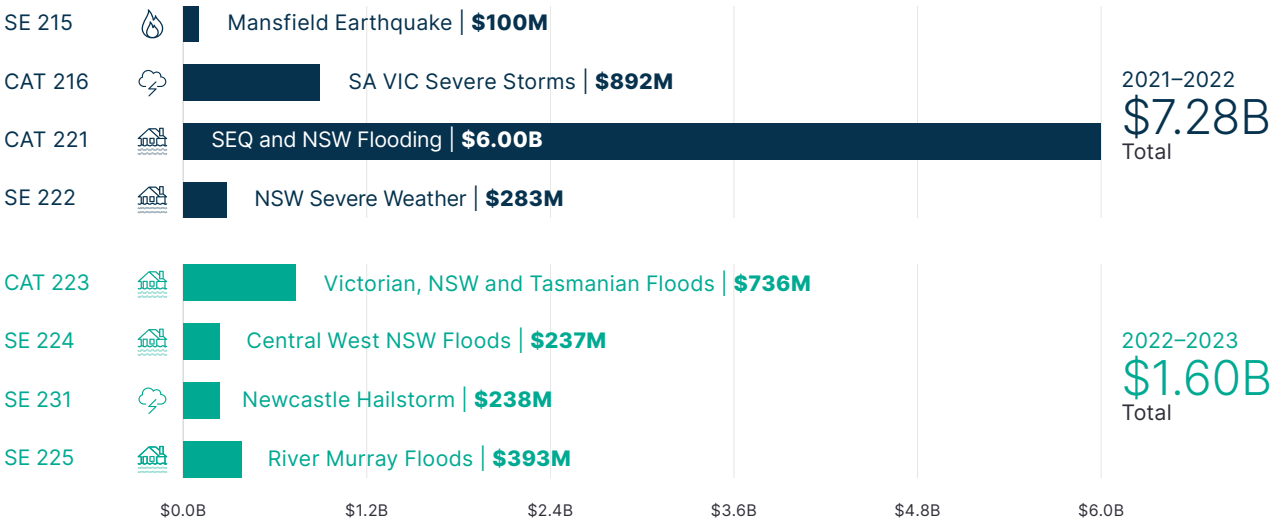 SE 215 Mansfield Earthquake | $100M
CAT 216 SA VIC Severe Storms | $892M
CAT 221 SEQ and NSW Flooding | $6.00B
SE 222 NSW Severe Weather | $283M
2021–2022
$7.28B
Total
CAT 223 Victorian, NSW and Tasmanian Floods | $736M
SE 224 Central West NSW Floods | $237M
SE 231 Newcastle Hailstorm | $238M
SE 225 River Murray Floods | $393M
2022–2023
$1.60B
Total
$0.0B $1.2B $2.4B $3.6B $4.8B $6.0B